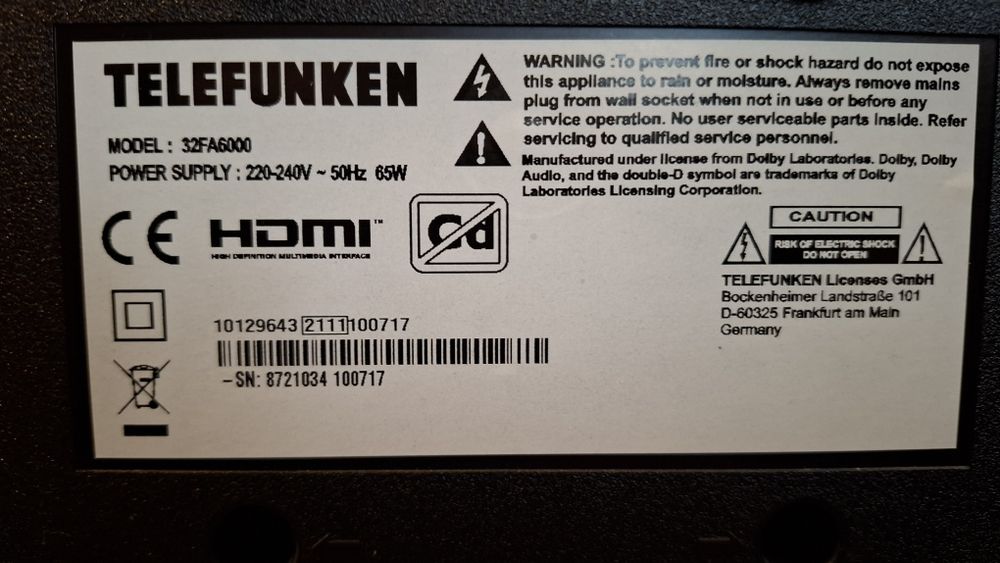 TELEFUNKEN
MODEL : 32FA6000
POWER SUPPLY : 220-240V ~ 50Hz 65W
CE HDMI™ Cd
HIGH DEFINITION MULTIMEDIA INTERFACE
10129643 2111 100717
–SN: 8721034 100717
WARNING :To prevent fire or shock hazard do not expose
this appliance to rain or moisture. Always remove mains
plug from wall socket when not in use or before any
service operation. No user serviceable parts inside. Refer
servicing to qualified service personnel.
Manufactured under license from Dolby Laboratories. Dolby, Dolby
Audio, and the double-D symbol are trademarks of Dolby
Laboratories Licensing Corporation.
CAUTION
RISK OF ELECTRIC SHOCK
DO NOT OPEN
TELEFUNKEN Licenses GmbH
Bockenheimer Landstraße 101
D-60325 Frankfurt am Main
Germany